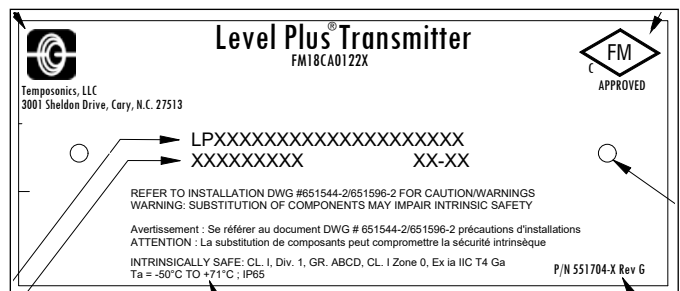 Level Plus® Transmitter
FM18CA0122X
Temposonics, LLC
3001 Sheldon Drive, Cary, N.C. 27513
FM
C
APPROVED
LPXXXXXXXXXXXXXXXXXXXX
XXXXXXXXX XX-XX
REFER TO INSTALLATION DWG #651544-2/651596-2 FOR CAUTION/WARNINGS
WARNING: SUBSTITUTION OF COMPONENTS MAY IMPAIR INTRINSIC SAFETY
Avertissement : Se référer au document DWG # 651544-2/651596-2 précautions d'installations
ATTENTION : La substitution de composants peut compromettre la sécurité intrinsèque
INTRINSICALLY SAFE: CL. I, Div. 1, GR. ABCD, CL. I Zone 0, Ex ia IIC T4 Ga
Ta = -50°C TO +71°C ; IP65
P/N 551704-X Rev G